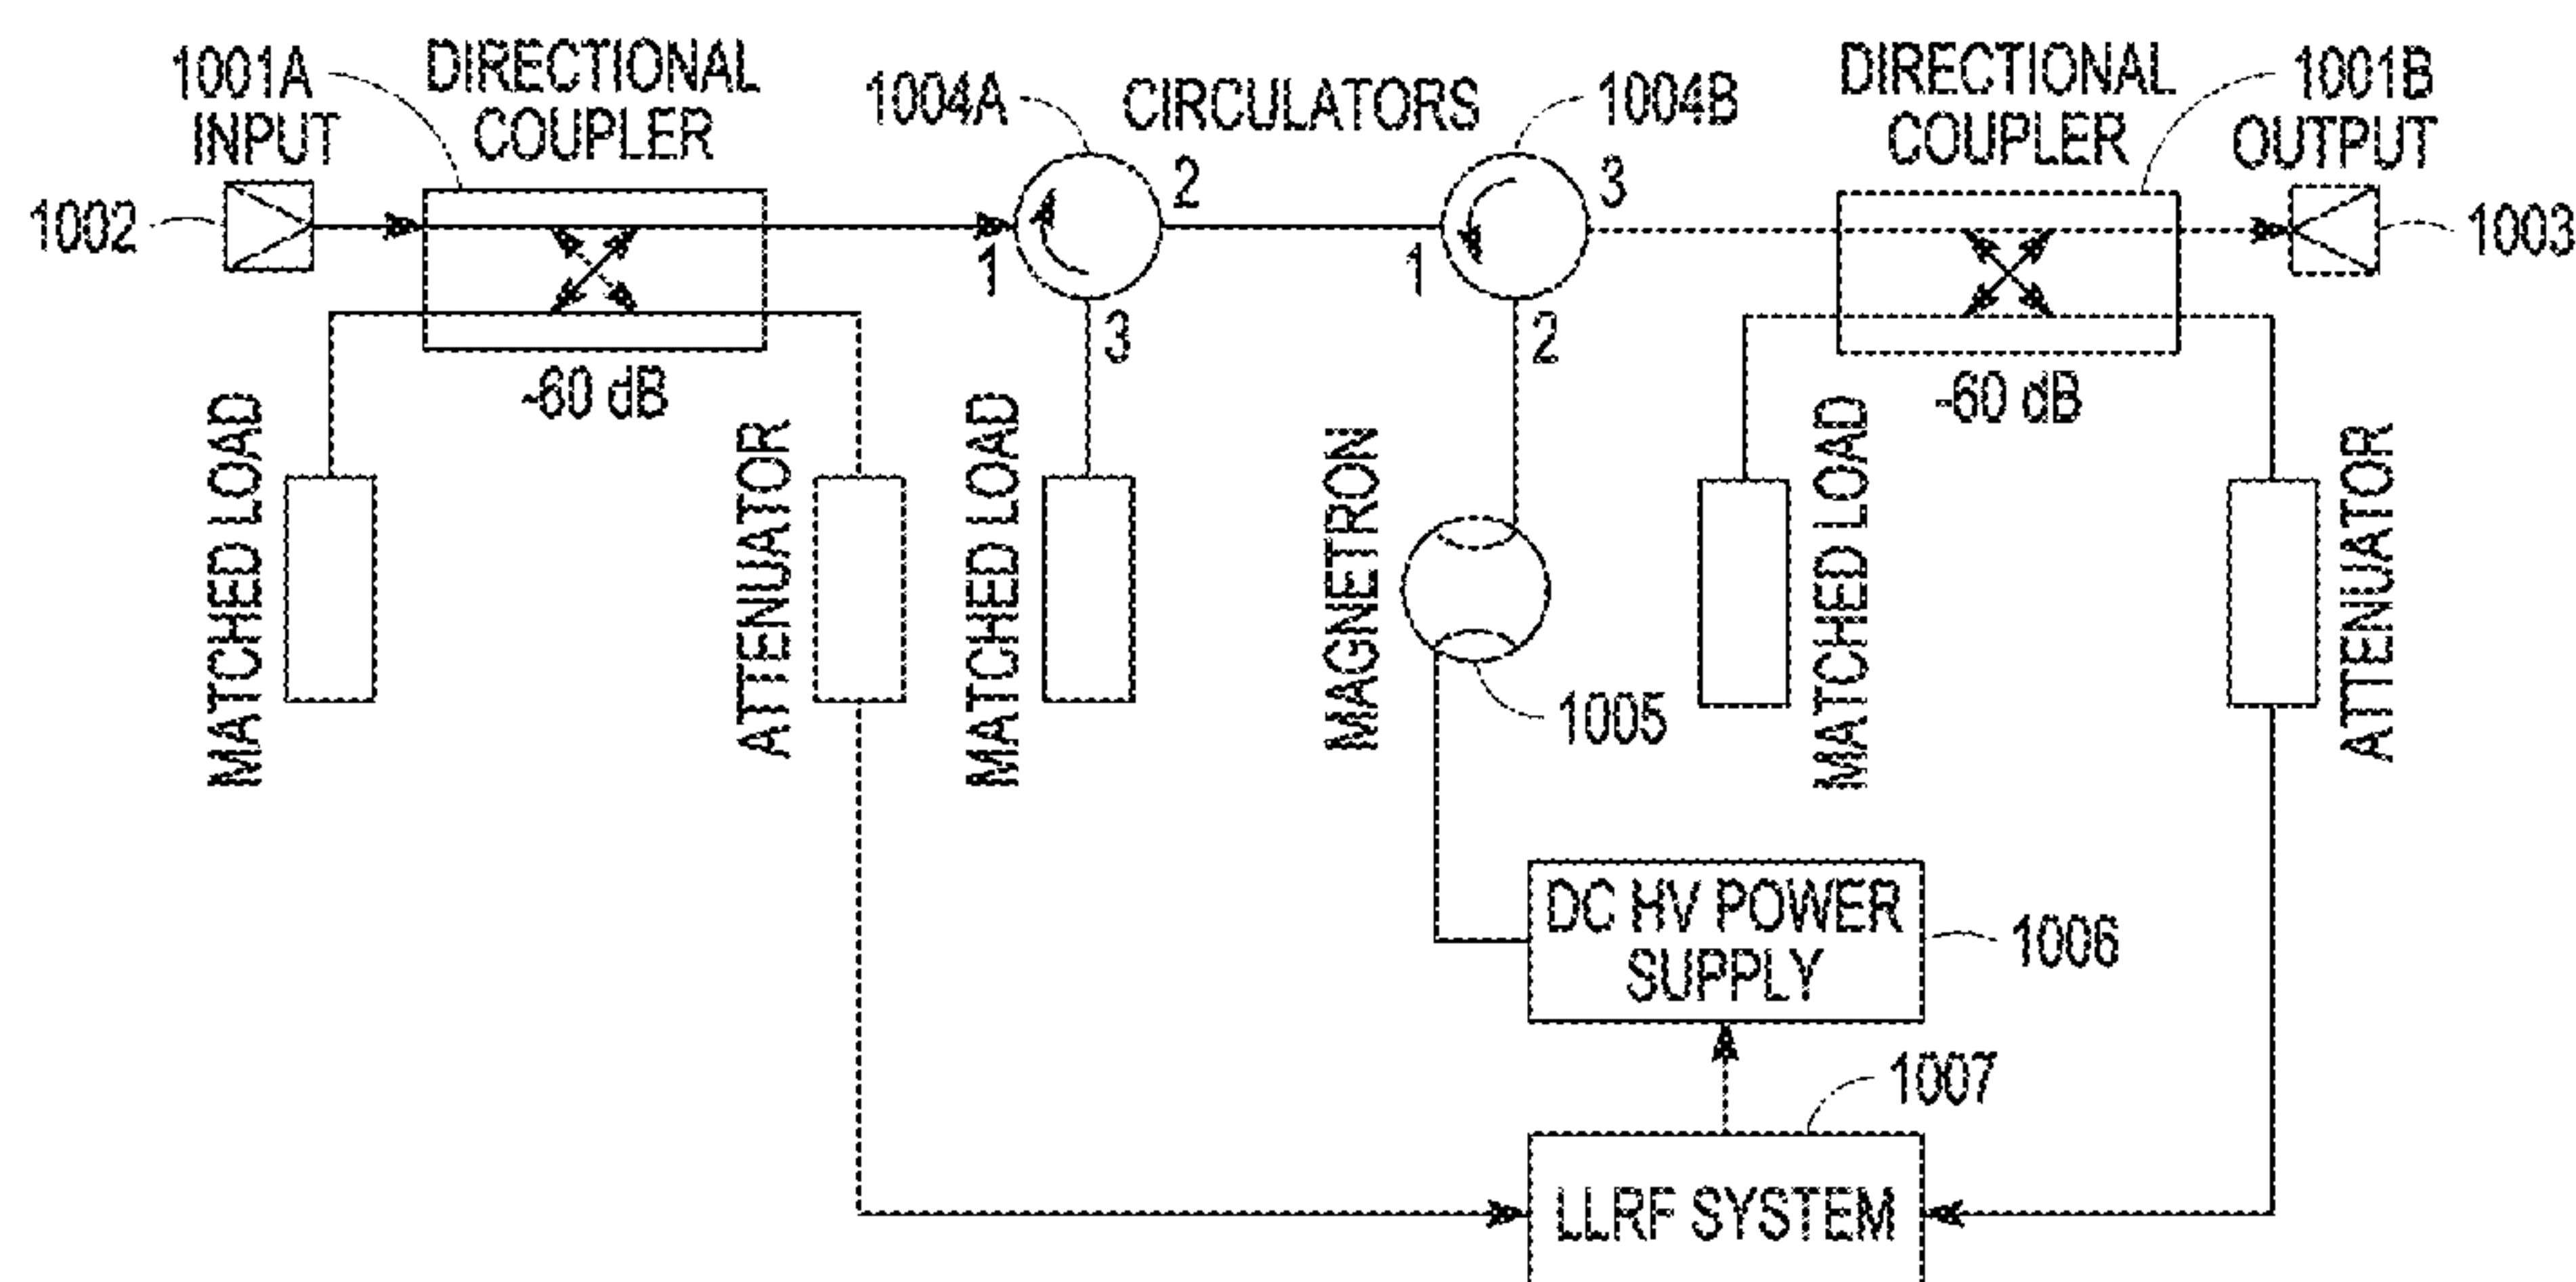 1001A
INPUT
DIRECTIONAL
COUPLER
1004A
CIRCULATORS
1004B
DIRECTIONAL
COUPLER
1001B
OUTPUT
1002
1003
1
2
3
1
2
3
-60 dB
-60 dB
MATCHED LOAD
ATTENUATOR
MATCHED LOAD
MAGNETRON
1005
MATCHED LOAD
ATTENUATOR
DC HV POWER
SUPPLY
1006
1007
LLRF SYSTEM